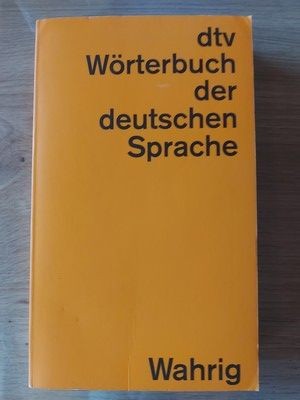 dtv
Wörterbuch
der
deutschen
Sprache
Wahrig